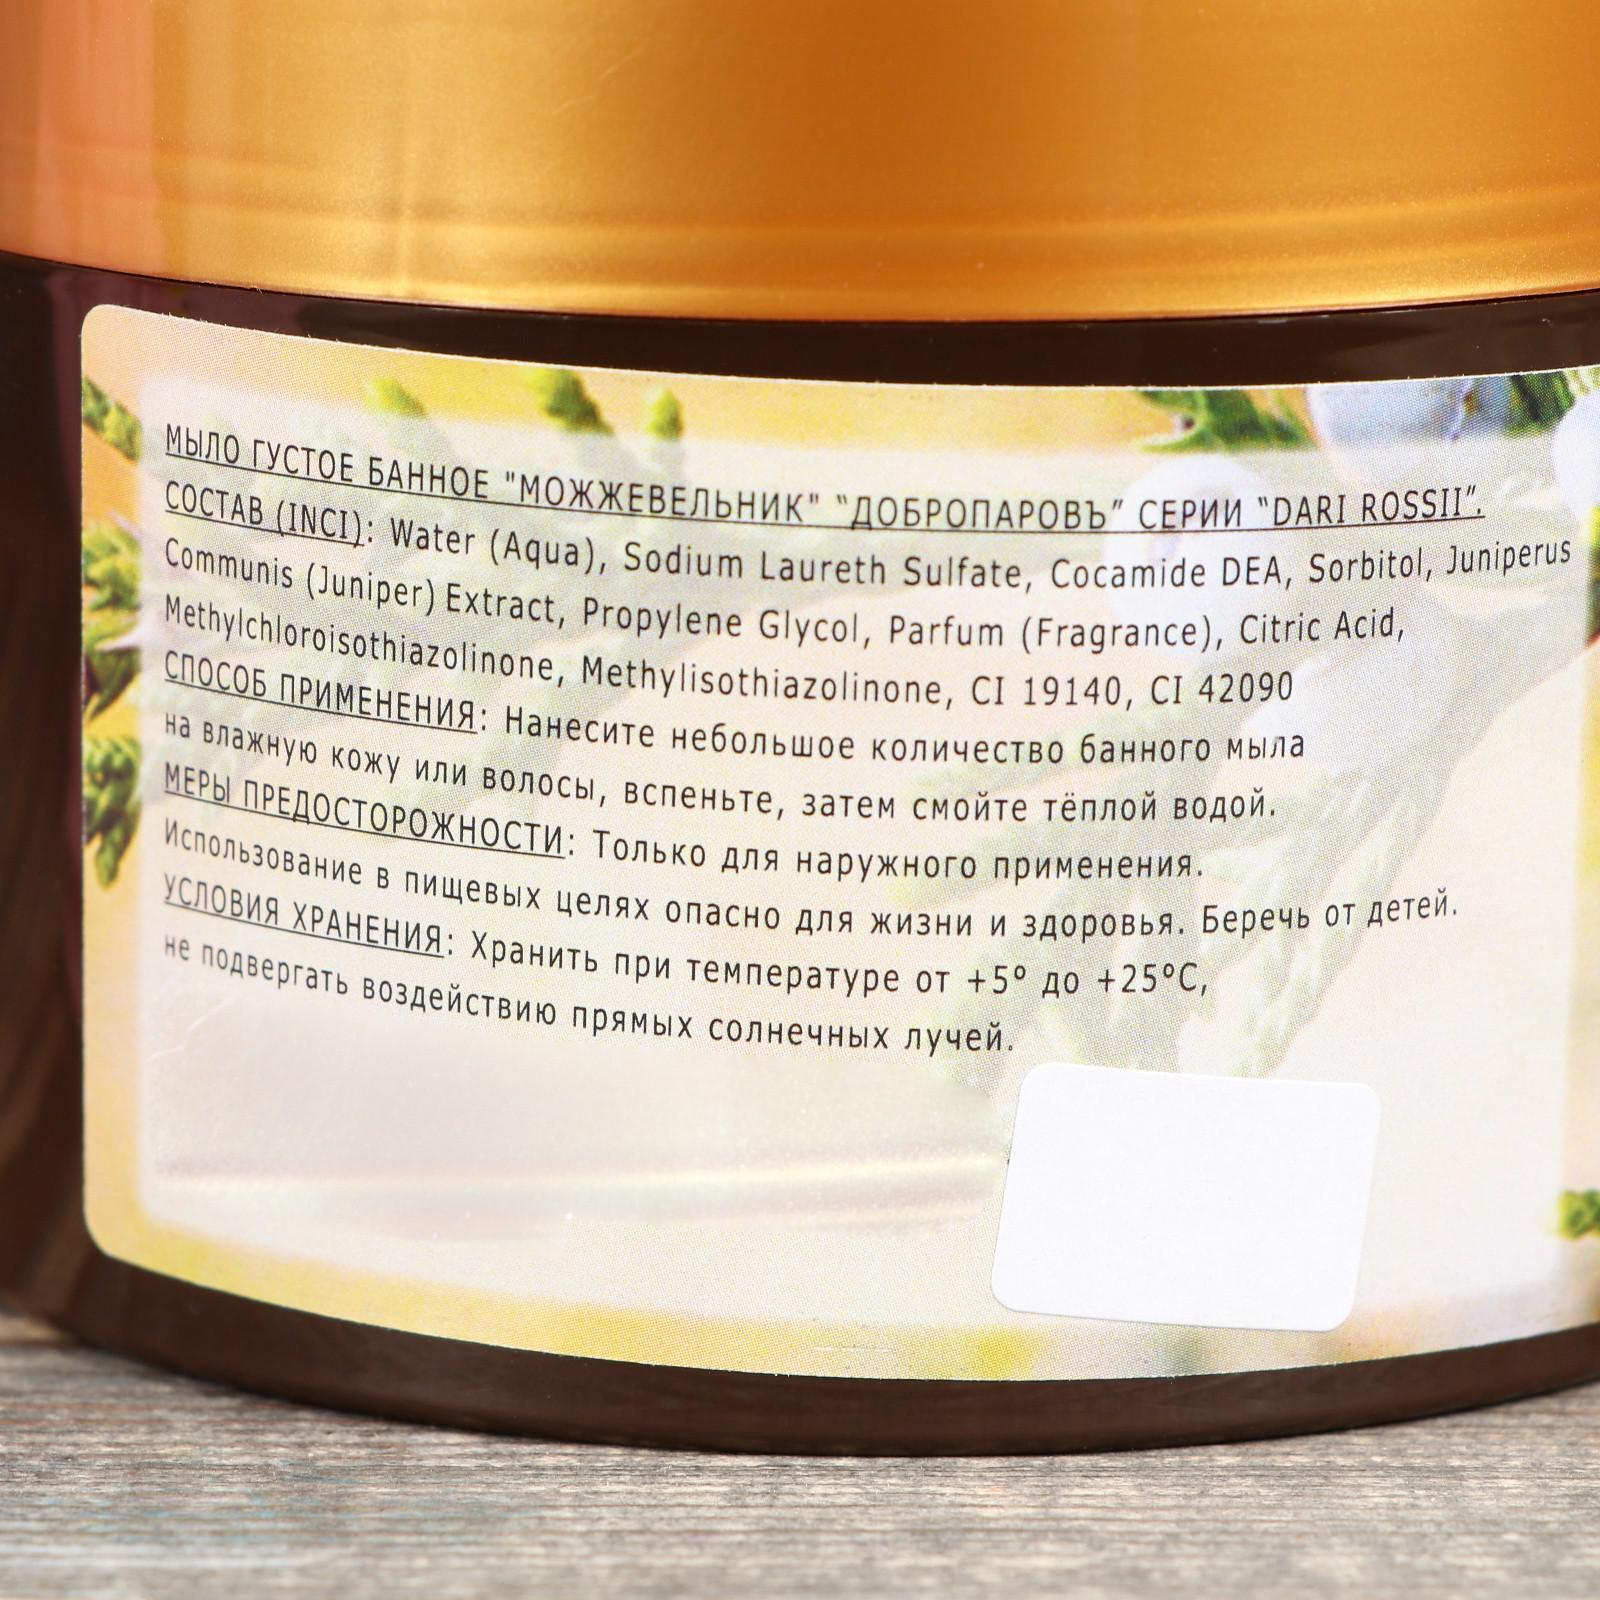 МЫЛО ГУСТОЕ БАННОЕ "МОЖЖЕВЕЛЬНИК" “ДОБРОПАРОВЪ” СЕРИИ “DARI ROSSII”.
СОСТАВ (INCI): Water (Aqua), Sodium Laureth Sulfate, Cocamide DEA, Sorbitol, Juniperus
Communis (Juniper) Extract, Propylene Glycol, Parfum (Fragrance), Citric Acid,
Methylchloroisothiazolinone, Methylisothiazolinone, CI 19140, CI 42090
СПОСОБ ПРИМЕНЕНИЯ: Нанесите небольшое количество банного мыла
на влажную кожу или волосы, вспеньте, затем смойте тёплой водой.
МЕРЫ ПРЕДОСТОРОЖНОСТИ: Только для наружного применения.
Использование в пищевых целях опасно для жизни и здоровья. Беречь от детей.
УСЛОВИЯ ХРАНЕНИЯ: Хранить при температуре от +5° до +25°C,
не подвергать воздействию прямых солнечных лучей.